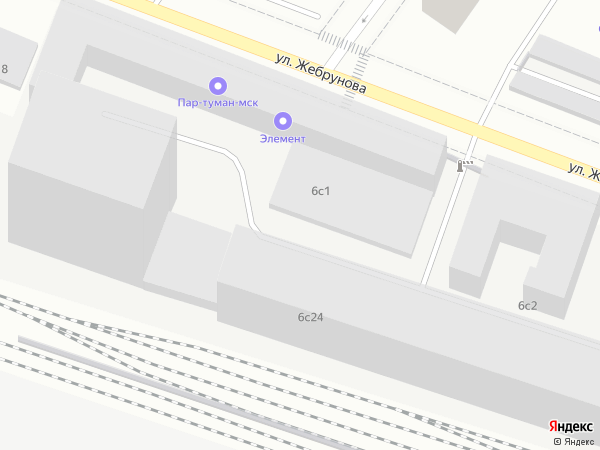 ул. Жебрунова
8
Пар-туман-мск
Элемент
ул. Ж
6с1
6с2
6с24
Яндекс
© Яндекс